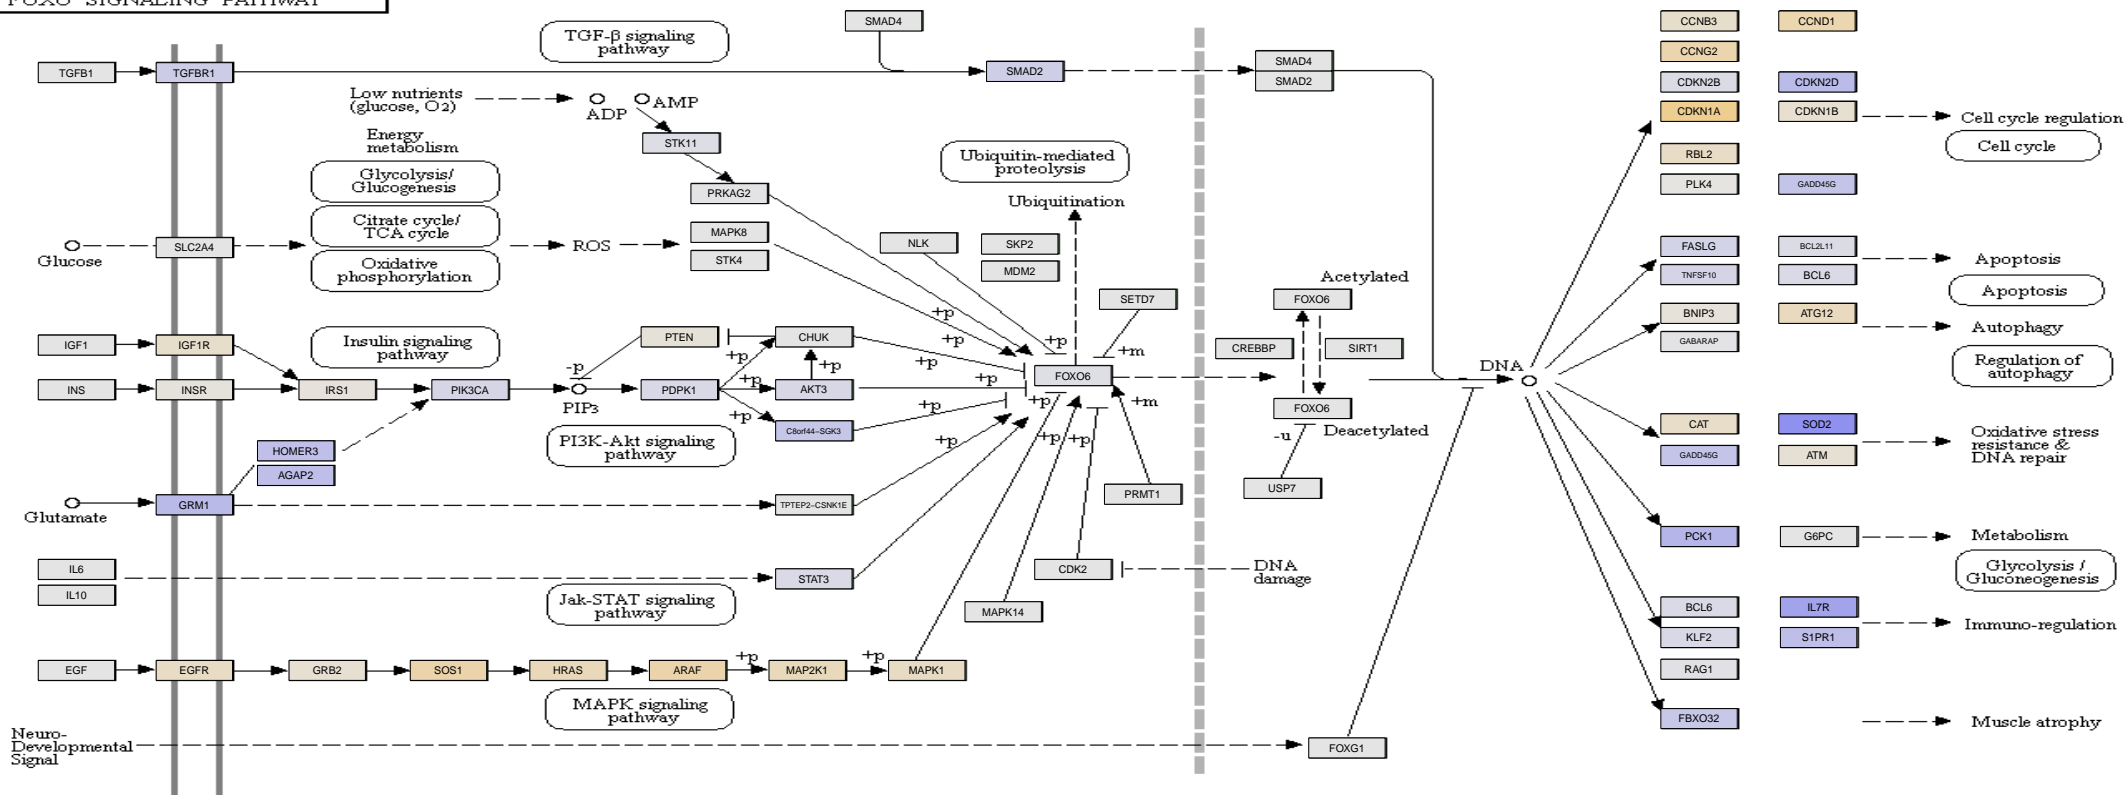 FOXO SIGNALING PATHWAY
SMAD4
CCNB3
CCND1
TGF-β signaling
pathway
CCNG2
TGFB1
TGFBR1
SMAD2
SMAD4
SMAD2
CDKN2B
CDKN2D
Low nutrients
(glucose, O2)
ADP
AMP
CDKN1A
CDKN1B
Cell cycle regulation
Cell cycle
Energy
metabolism
STK11
Ubiquitin-mediated
proteolysis
RBL2
Glycolysis/
Glucogenesis
PRKAG2
PLK4
GADD45G
Ubiquitination
Citrate cycle/
TCA cycle
Glucose
SLC2A4
ROS
MAPK8
STK4
NLK
SKP2
MDM2
FASLG
BCL2L11
TNFSF10
BCL6
Apoptosis
Apoptosis
Oxidative
phosphorylation
Acetylated
SETD7
FOXO6
BNIP3
ATG12
Autophagy
GABARAP
Regulation of
autophagy
+p
+p
+m
Insulin signaling
pathway
PTEN
CHUK
CREBBP
SIRT1
IGF1
IGF1R
-p
+p
+p
+p
INS
INSR
IRS1
PIK3CA
PIP3
PDPK1
+p
AKT3
+p
FOXO6
DNA
+p
+p
+p
+m
FOXO6
-u
Deacetylated
C8orf44-SGK3
+p
+p
+p
PI3K-Akt signaling
pathway
CAT
SOD2
GADD45G
ATM
Oxidative stress
resistance &
DNA repair
HOMER3
AGAP2
Glutamate
GRM1
TPTEP2-CSNK1E
PRMT1
USP7
PCK1
G6PC
Metabolism
Glycolysis /
Gluconeogenesis
IL6
IL10
STAT3
CDK2
DNA
damage
Jak-STAT signaling
pathway
MAPK14
BCL6
IL7R
KLF2
S1PR1
Immuno-regulation
EGF
EGFR
GRB2
SOS1
HRAS
ARAF
+p
MAP2K1
+p
MAPK1
RAG1
MAPK signaling
pathway
FBXO32
Muscle atrophy
Neuro-
Developmental
Signal
FOXG1